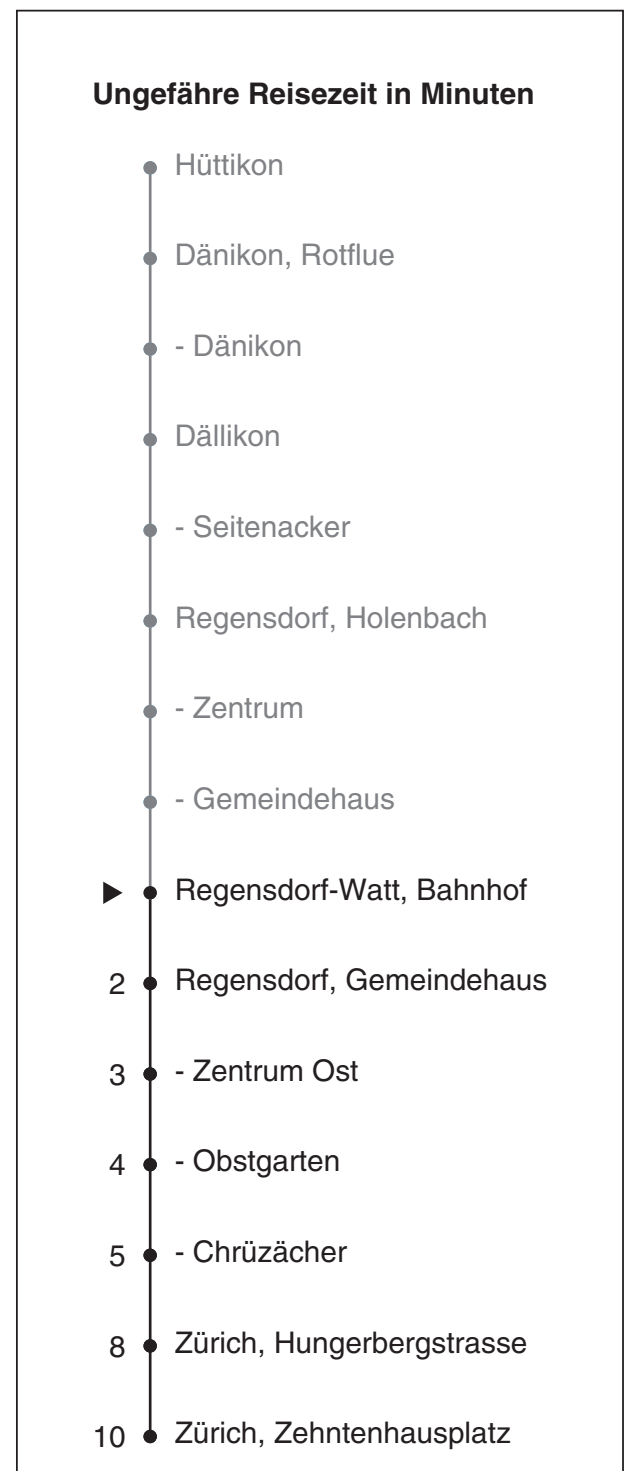 Ungefähre Reisezeit in Minuten
Hüttikon
Dänikon, Rotflue
- Dänikon
Dällikon
- Seitenacker
Regensdorf, Holenbach
- Zentrum
- Gemeindehaus
Regensdorf-Watt, Bahnhof
2 Regensdorf, Gemeindehaus
3 - Zentrum Ost
4 - Obstgarten
5 - Chrüzächer
8 Zürich, Hungerbergstrasse
10 Zürich, Zehntenhausplatz